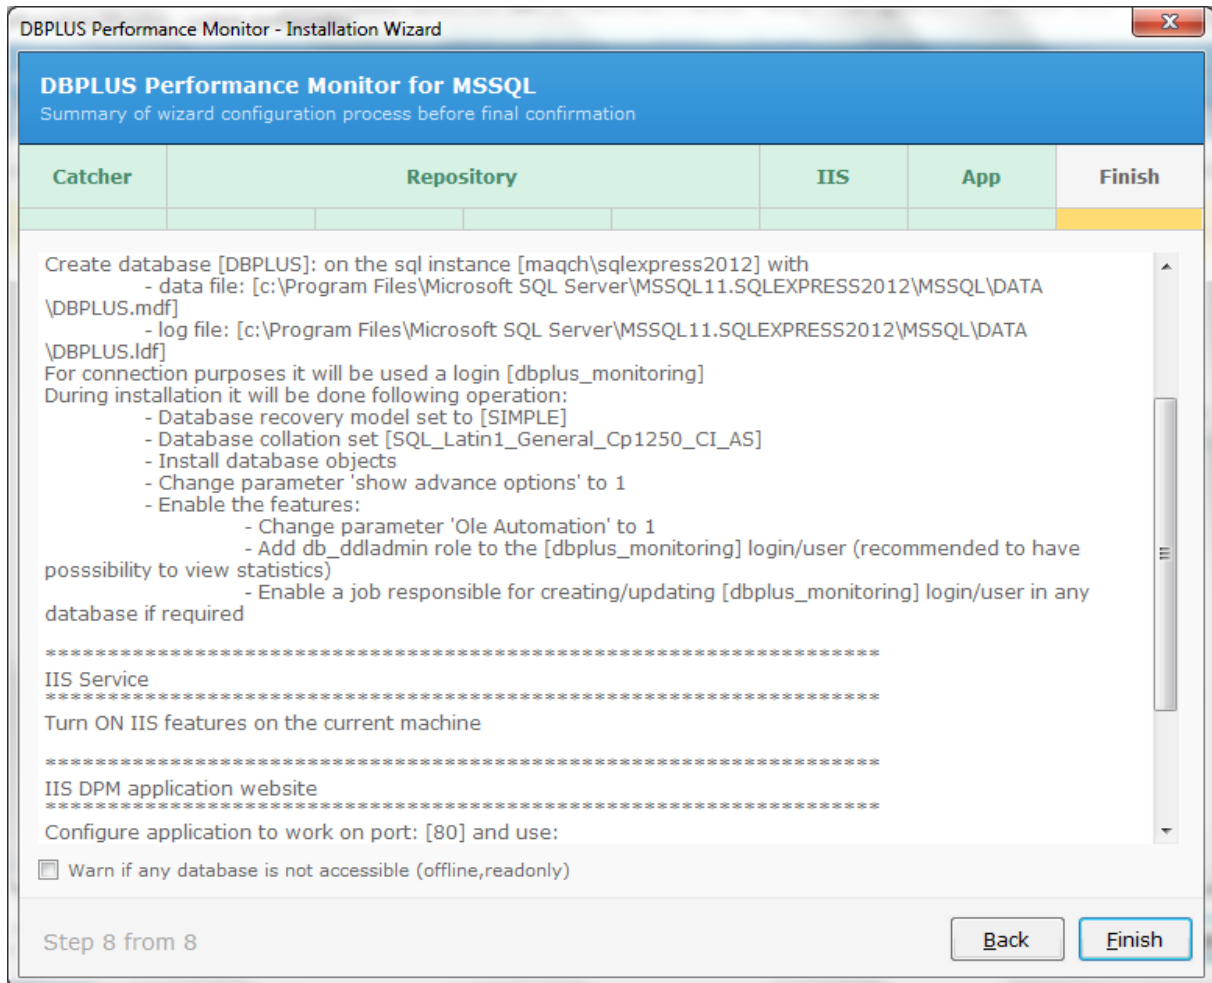 DBPLUS Performance Monitor - Installation Wizard
DBPLUS Performance Monitor for MSSQL
Summary of wizard configuration process before final confirmation
Catcher Repository IIS App Finish
Create database [DBPLUS]: on the sql instance [maqch\sqlexpress2012] with
- data file: [c:\Program Files\Microsoft SQL Server\MSSQL11.SQLEXPRESS2012\MSSQL\DATA
\DBPLUS.mdf]
- log file: [c:\Program Files\Microsoft SQL Server\MSSQL11.SQLEXPRESS2012\MSSQL\DATA
\DBPLUS.ldf]
For connection purposes it will be used a login [dbplus_monitoring]
During installation it will be done following operation:
- Database recovery model set to [SIMPLE]
- Database collation set [SQL_Latin1_General_Cp1250_CI_AS]
- Install database objects
- Change parameter 'show advance options' to 1
- Enable the features:
- Change parameter 'Ole Automation' to 1
- Add db_ddladmin role to the [dbplus_monitoring] login/user (recommended to have
posssibility to view statistics)
- Enable a job responsible for creating/updating [dbplus_monitoring] login/user in any
database if required
*******************************************************************
IIS Service
*******************************************************************
Turn ON IIS features on the current machine
*******************************************************************
IIS DPM application website
*******************************************************************
Configure application to work on port: [80] and use:
Warn if any database is not accessible (offline,readonly)
Step 8 from 8
Back
Finish